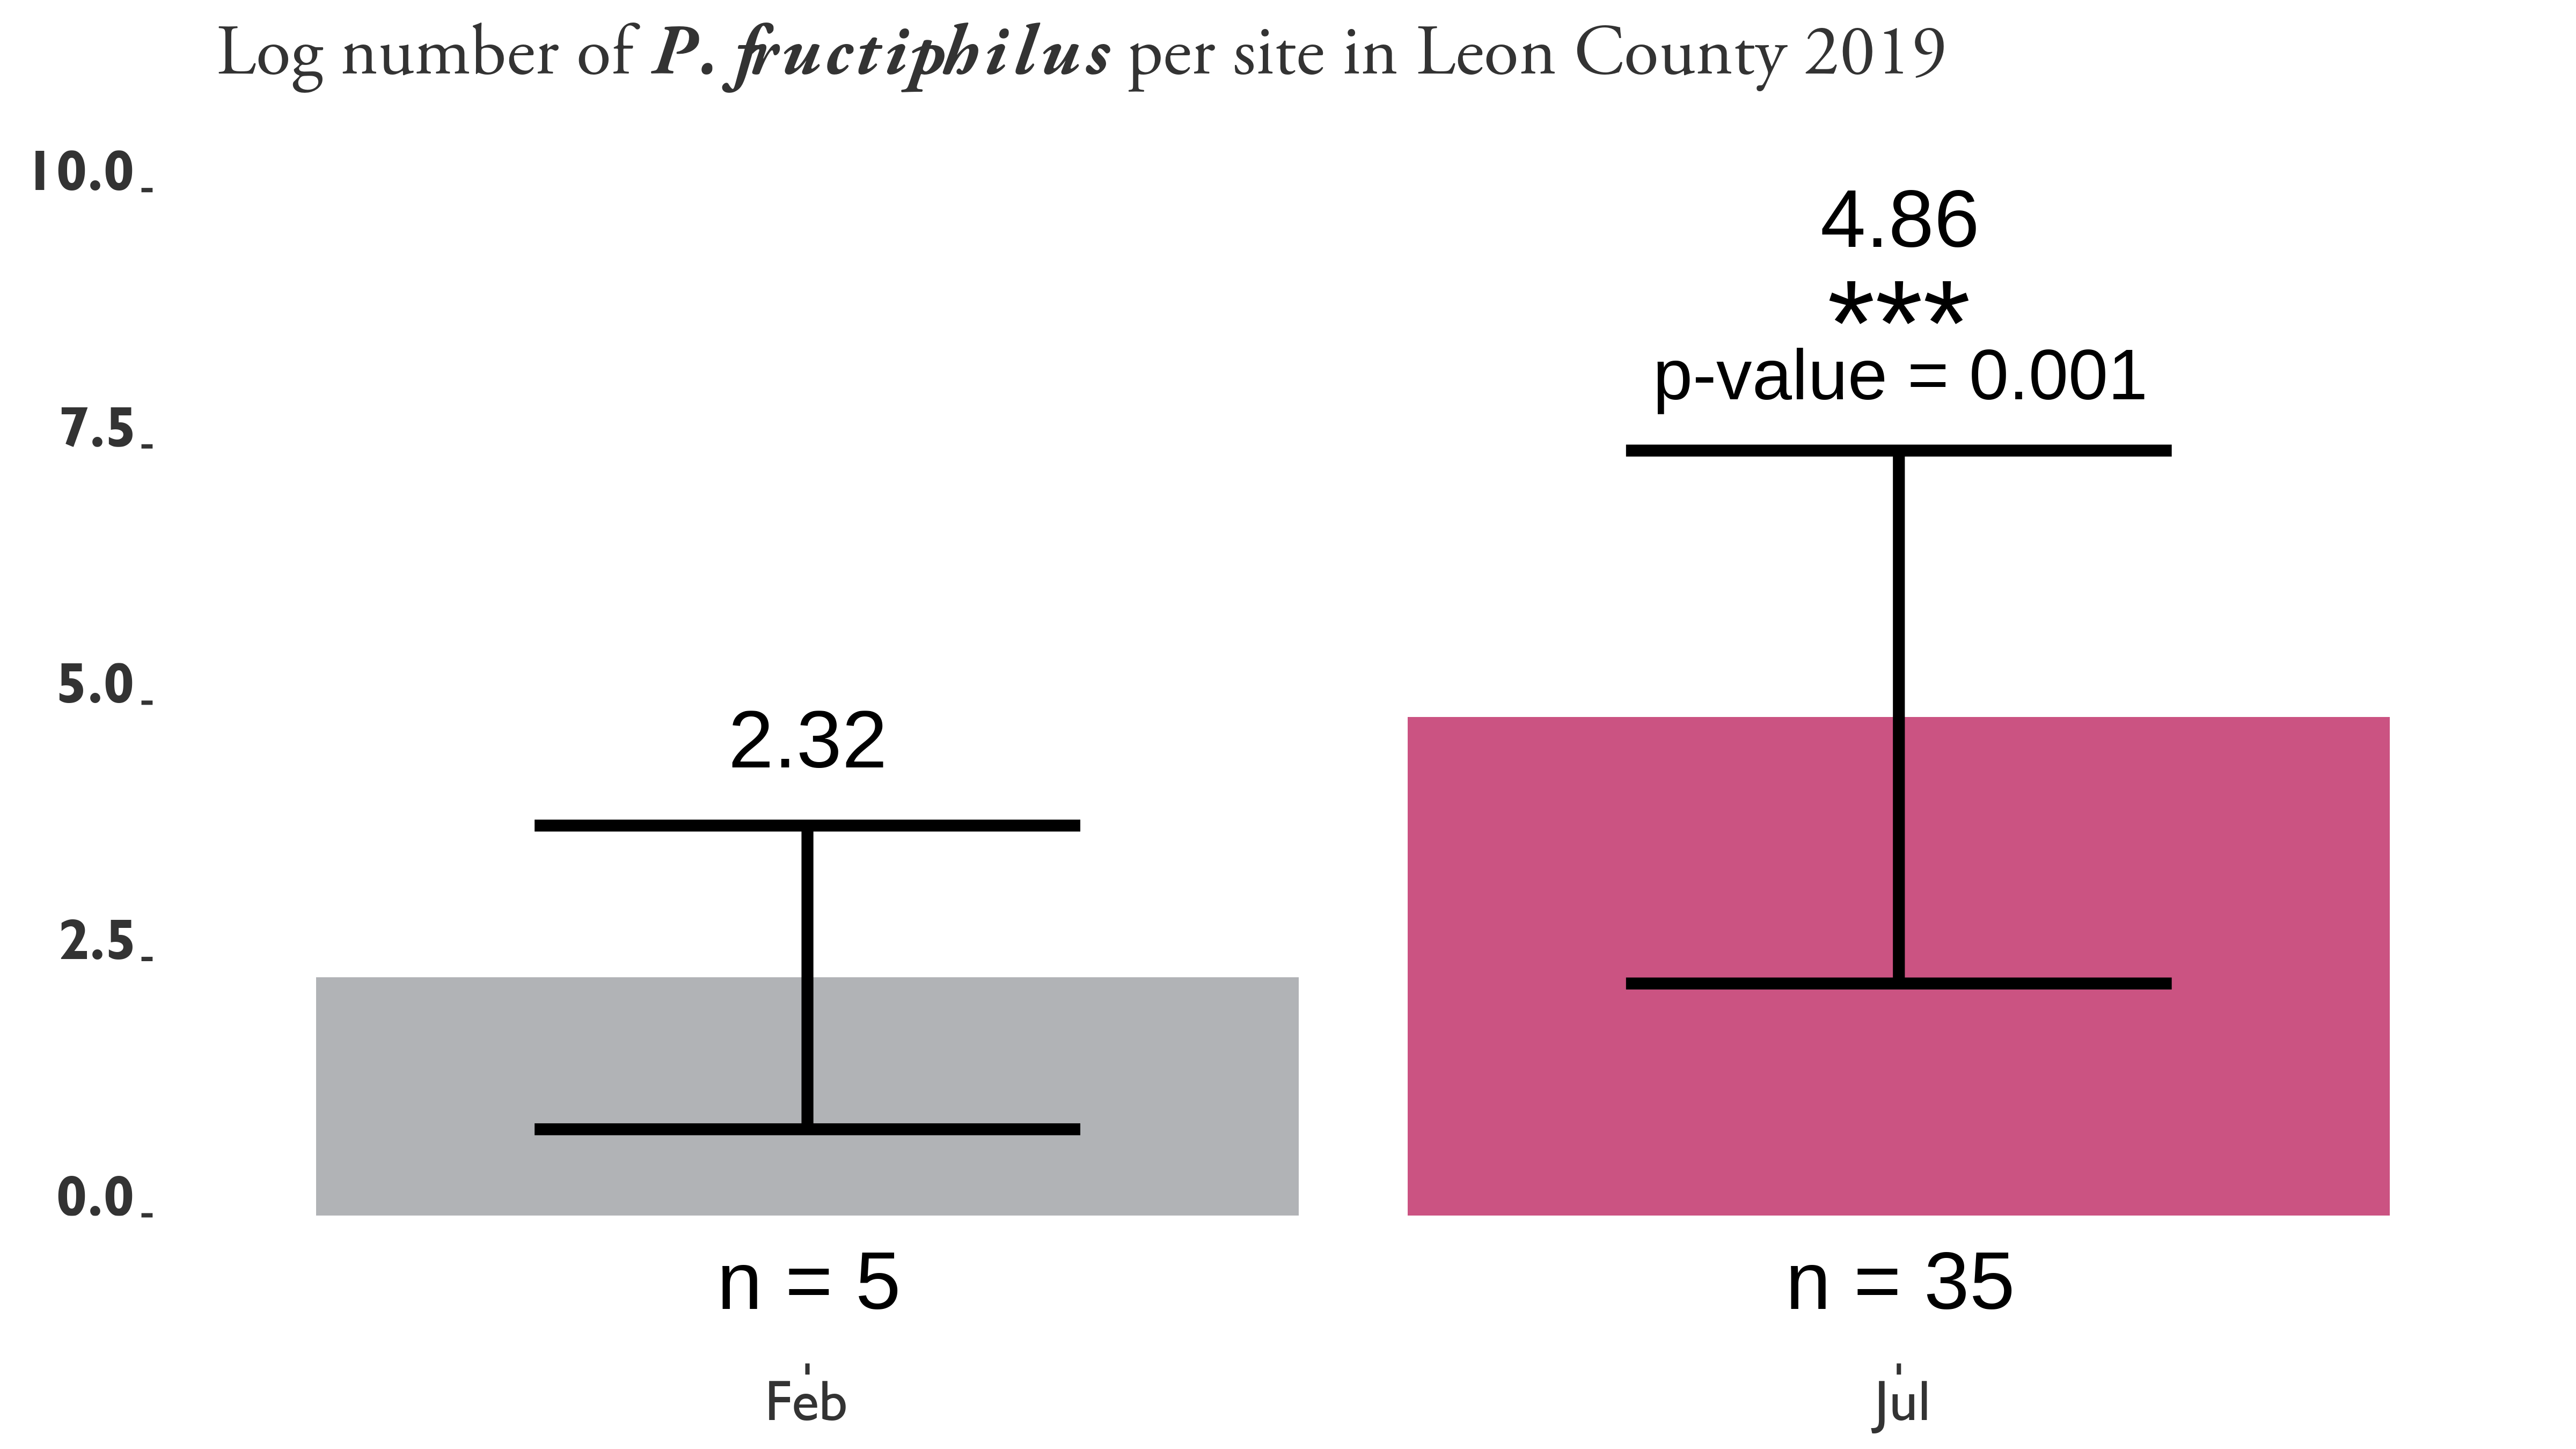 Log number of P. fructiphilus per site in Leon County 2019
10.0
4.86
***
p-value = 0.001
7.5
5.0
2.32
2.5
0.0
n = 5
n = 35
Feb
Jul